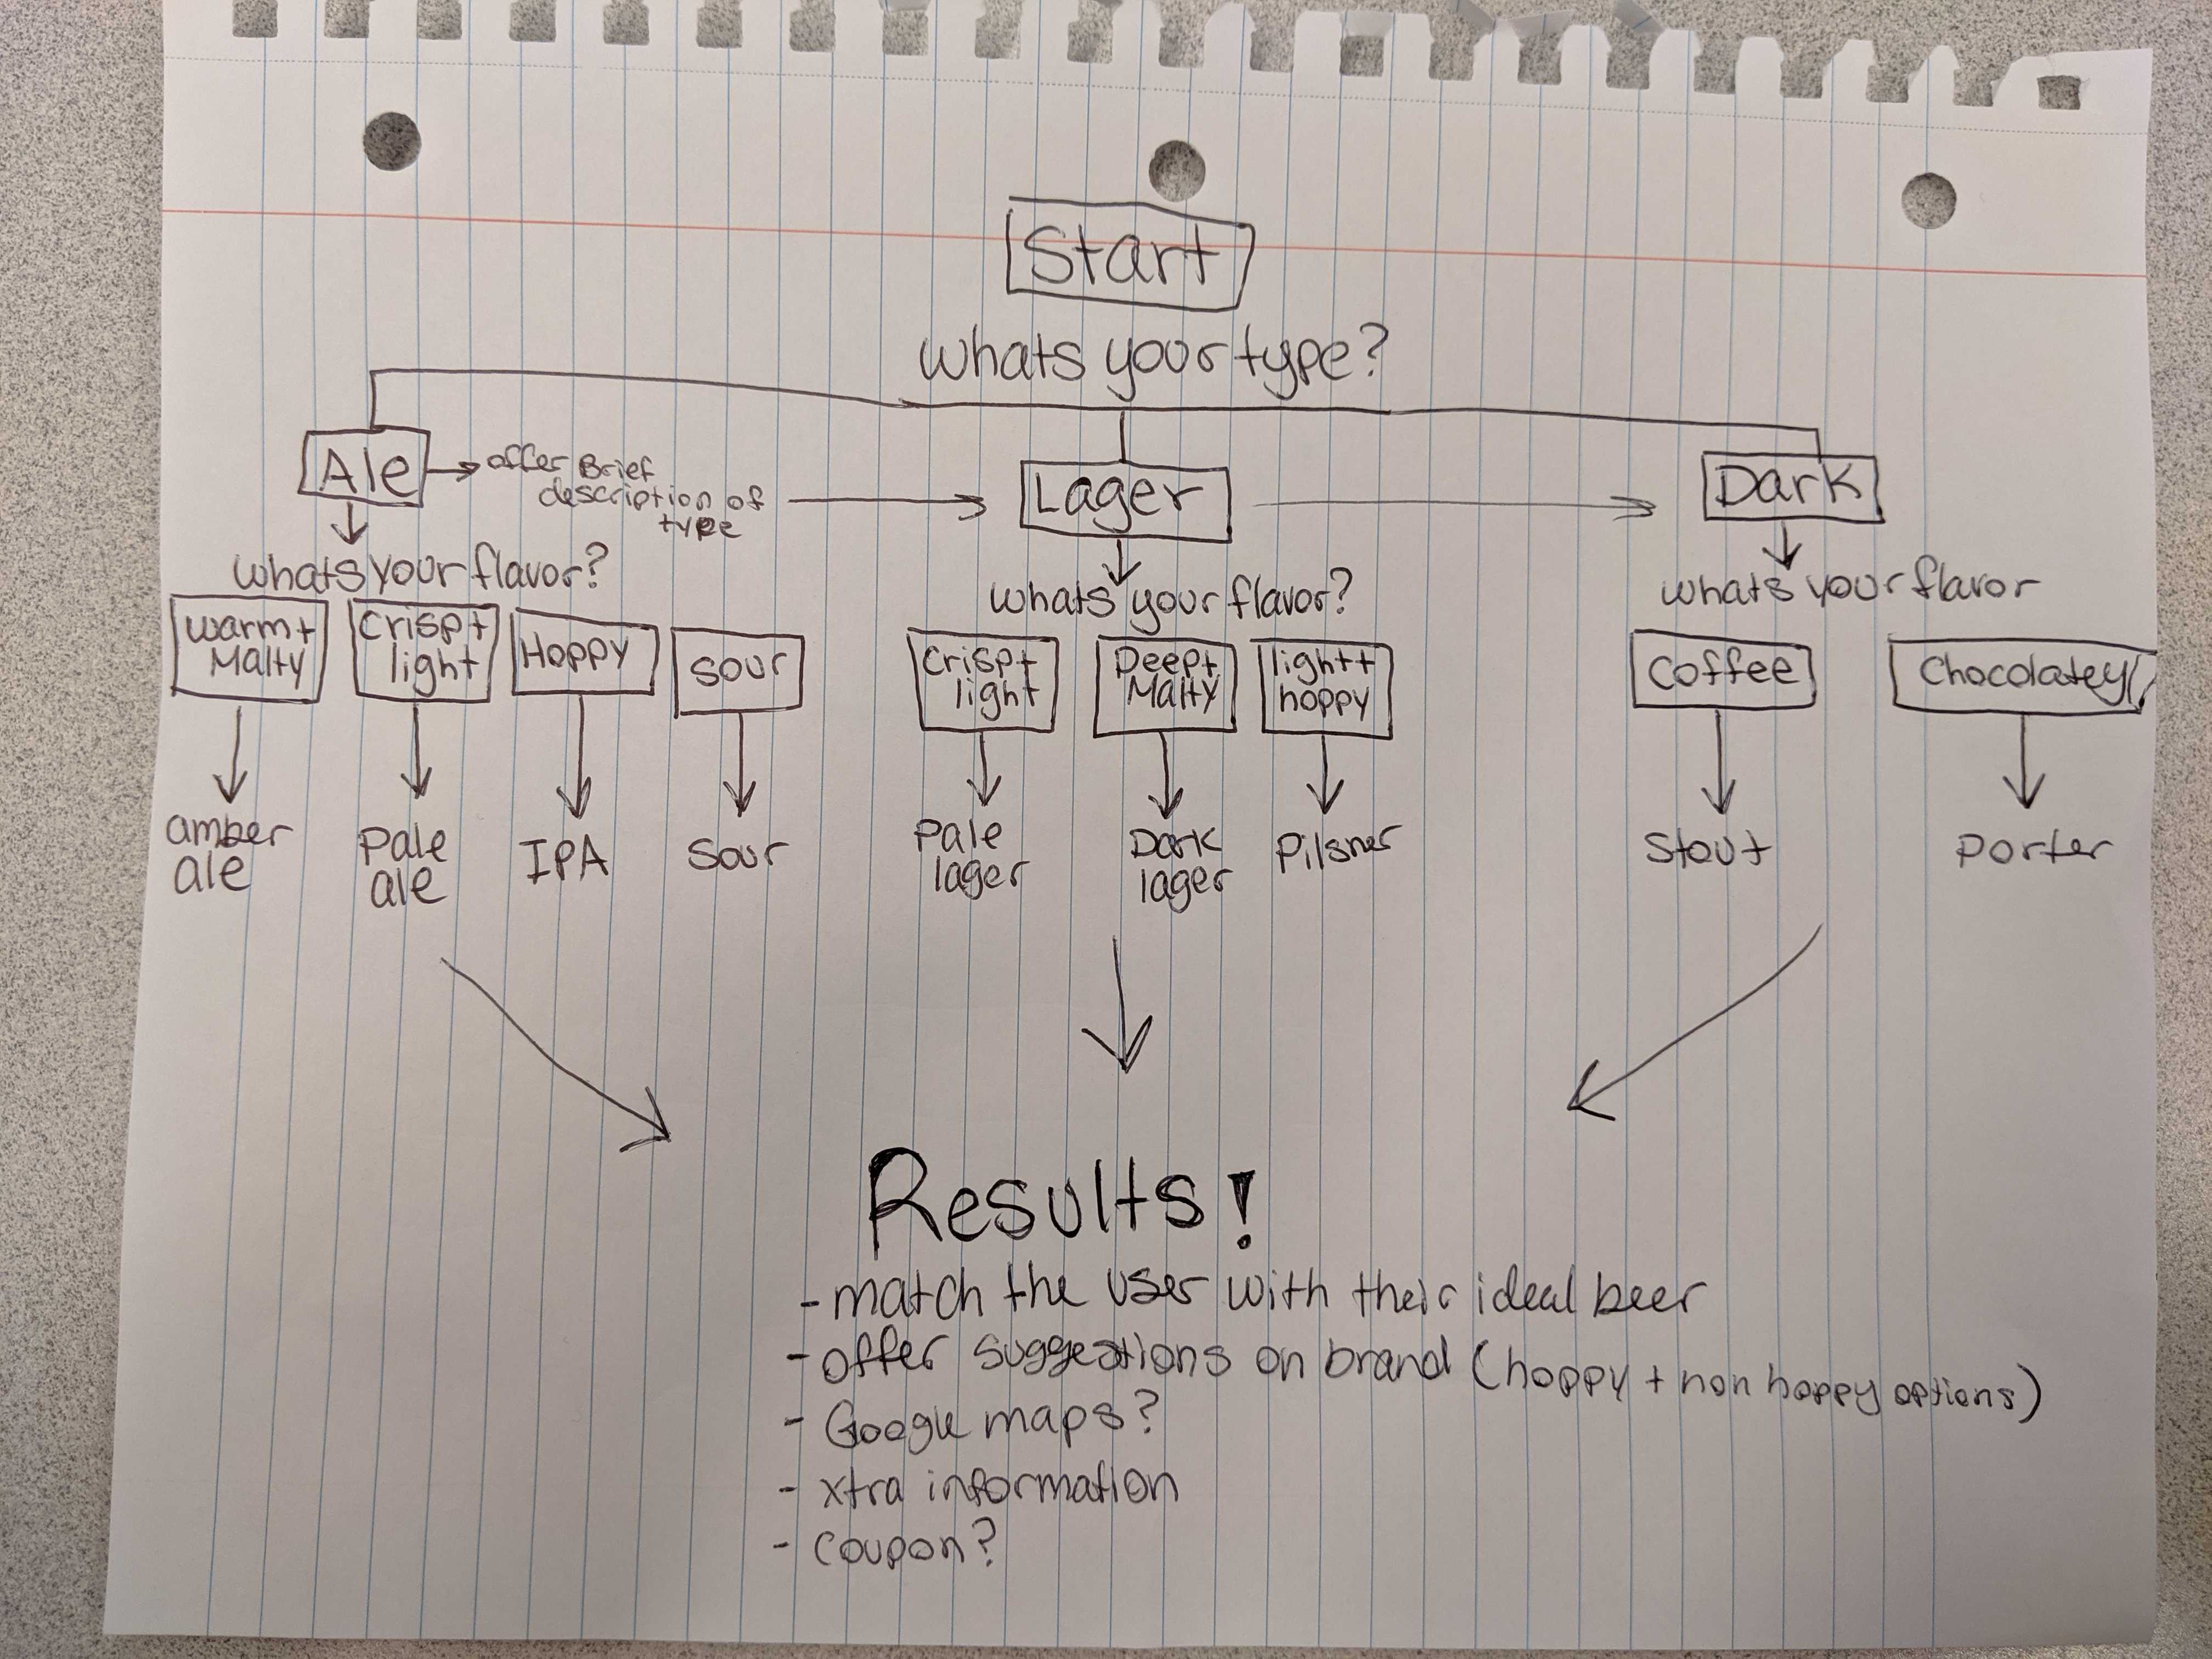 Start
whats your type?
Ale
offer Brief
description of
type
Lager
Dark
whats your flavor?
whats your flavor?
whats your flavor
warm +
Malty
Crisp +
light
Hoppy
sour
Crisp +
light
Deep +
Malty
light +
hoppy
Coffee
Chocolatey
amber
ale
Pale
ale
IPA
Sour
Pale
lager
Dark
lager
Pilsner
Stout
porter
Results!
- match the user with their ideal beer
- offer suggestions on brand (hoppy + non hoppy options)
- Google maps?
- xtra information
- coupon?